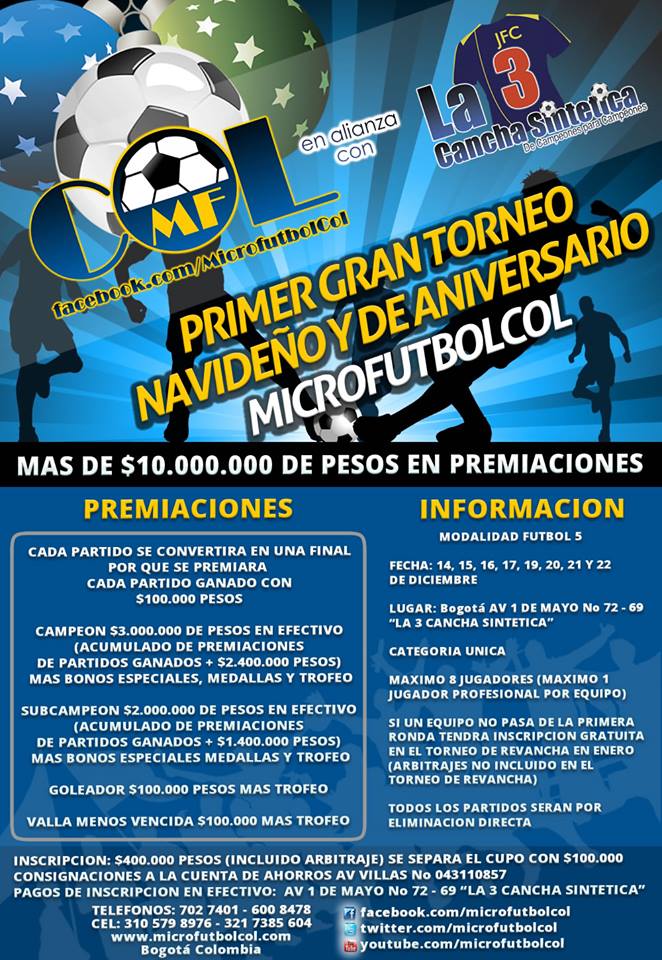 COL
MF
facebook.com/MicrofutbolCol
en alianza
con
JFC
La 3
Cancha Sintetica
De Campeones para Campeones
PRIMER GRAN TORNEO
NAVIDEÑO Y DE ANIVERSARIO
MICROFUTBOLCOL
MAS DE $10.000.000 DE PESOS EN PREMIACIONES
PREMIACIONES
CADA PARTIDO SE CONVERTIRA EN UNA FINAL
POR QUE SE PREMIARA
CADA PARTIDO GANADO CON
$100.000 PESOS
CAMPEON $3.000.000 DE PESOS EN EFECTIVO
(ACUMULADO DE PREMIACIONES
DE PARTIDOS GANADOS + $2.400.000 PESOS)
MAS BONOS ESPECIALES, MEDALLAS Y TROFEO
SUBCAMPEON $2.000.000 DE PESOS EN EFECTIVO
(ACUMULADO DE PREMIACIONES
DE PARTIDOS GANADOS + $1.400.000 PESOS)
MAS BONOS ESPECIALES MEDALLAS Y TROFEO
GOLEADOR $100.000 PESOS MAS TROFEO
VALLA MENOS VENCIDA $100.000 MAS TROFEO
INFORMACION
MODALIDAD FUTBOL 5
FECHA: 14, 15, 16, 17, 19, 20, 21 Y 22
DE DICIEMBRE
LUGAR: Bogotá AV 1 DE MAYO No 72 - 69
"LA 3 CANCHA SINTETICA"
CATEGORIA UNICA
MAXIMO 8 JUGADORES (MAXIMO 1
JUGADOR PROFESIONAL POR EQUIPO)
SI UN EQUIPO NO PASA DE LA PRIMERA
RONDA TENDRA INSCRIPCION GRATUITA
EN EL TORNEO DE REVANCHA EN ENERO
(ARBITRAJES NO INCLUIDO EN EL
TORNEO DE REVANCHA)
TODOS LOS PARTIDOS SERAN POR
ELIMINACION DIRECTA
INSCRIPCION: $400.000 PESOS (INCLUIDO ARBITRAJE) SE SEPARA EL CUPO CON $100.000
CONSIGNACIONES A LA CUENTA DE AHORROS AV VILLAS No 043110857
PAGOS DE INSCRIPCION EN EFECTIVO: AV 1 DE MAYO No 72 - 69 "LA 3 CANCHA SINTETICA"
TELEFONOS: 702 7401 - 600 8478
CEL: 310 579 8976 - 321 7385 604
www.microfutbolcol.com
Bogotá Colombia
facebook.com/microfutbolcol
twitter.com/microfutbolcol
youtube.com/microfutbolcol